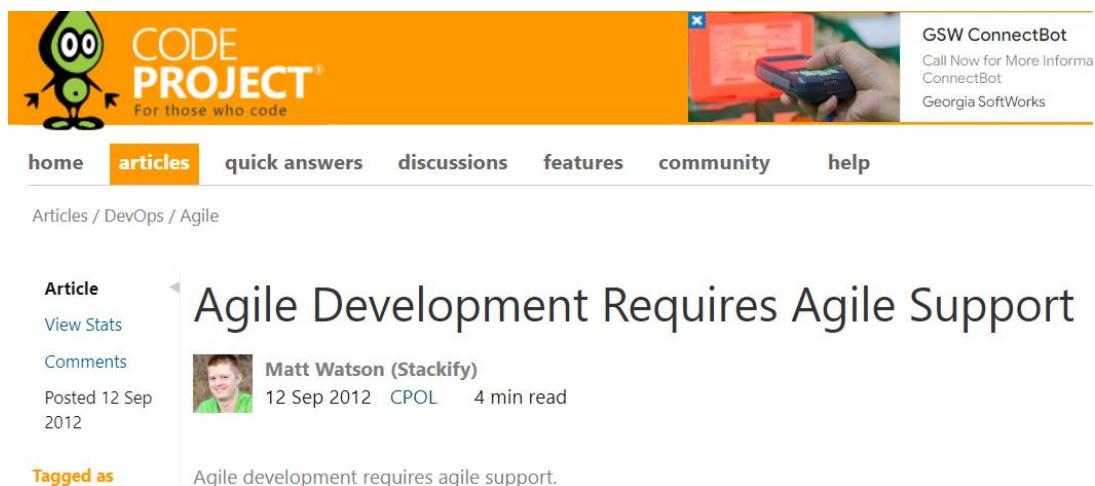 CODE
PROJECT®
For those who code
GSW ConnectBot
Call Now for More Informa
ConnectBot
Georgia SoftWorks
home articles quick answers discussions features community help
Articles / DevOps / Agile
Article
View Stats
Comments
Posted 12 Sep
2012
Tagged as
Agile Development Requires Agile Support
Matt Watson (Stackify)
12 Sep 2012 CPOL 4 min read
Agile development requires agile support.